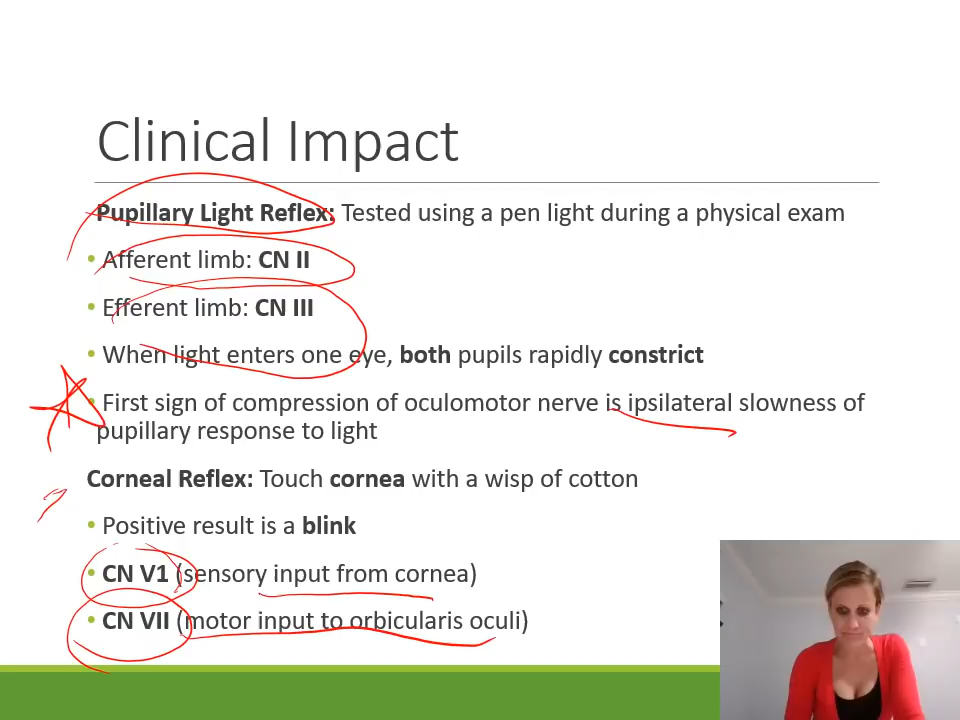 Clinical Impact
Pupillary Light Reflex: Tested using a pen light during a physical exam
• Afferent limb: CN II
• Efferent limb: CN III
• When light enters one eye, both pupils rapidly constrict
• First sign of compression of oculomotor nerve is ipsilateral slowness of
pupillary response to light
Corneal Reflex: Touch cornea with a wisp of cotton
• Positive result is a blink
• CN V1 (sensory input from cornea)
• CN VII (motor input to orbicularis oculi)